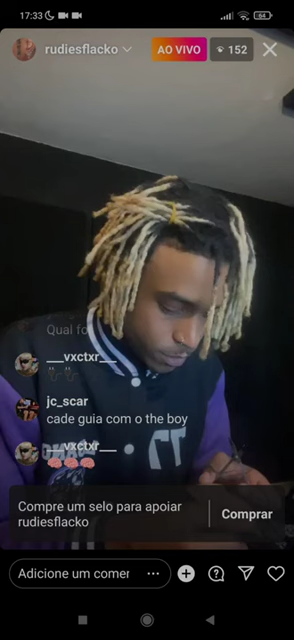 17:33
64
rudiesflacko
AO VIVO
152
Qual fo
___vxctxr___
jc_scar
cade guia com o the boy
___vxctxr___
🧠🧠🧠
Compre um selo para apoiar
rudiesflacko
Comprar
Adicione um comer